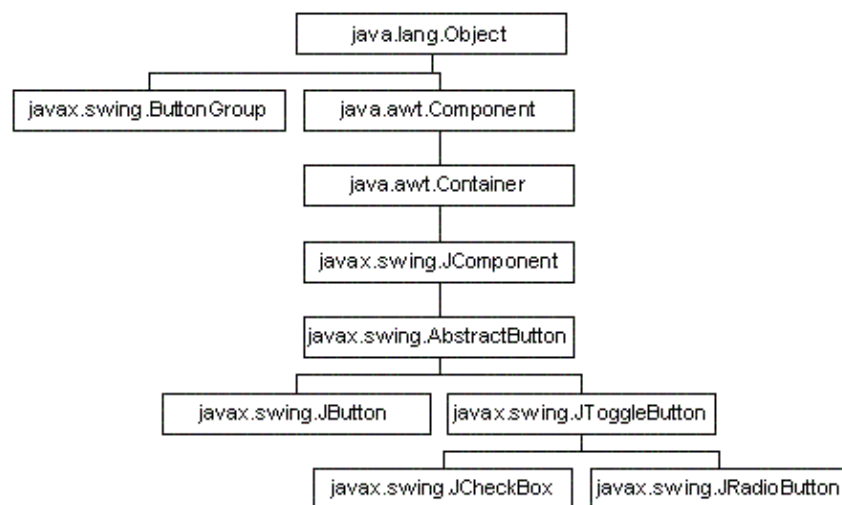 java.lang.Object
javax.swing.ButtonGroup
java.awt.Component
java.awt.Container
javax.swing.JComponent
javax.swing.AbstractButton
javax.swing.JButton
javax.swing.JToggleButton
javax.swing.JCheckBox
javax.swing.JRadioButton